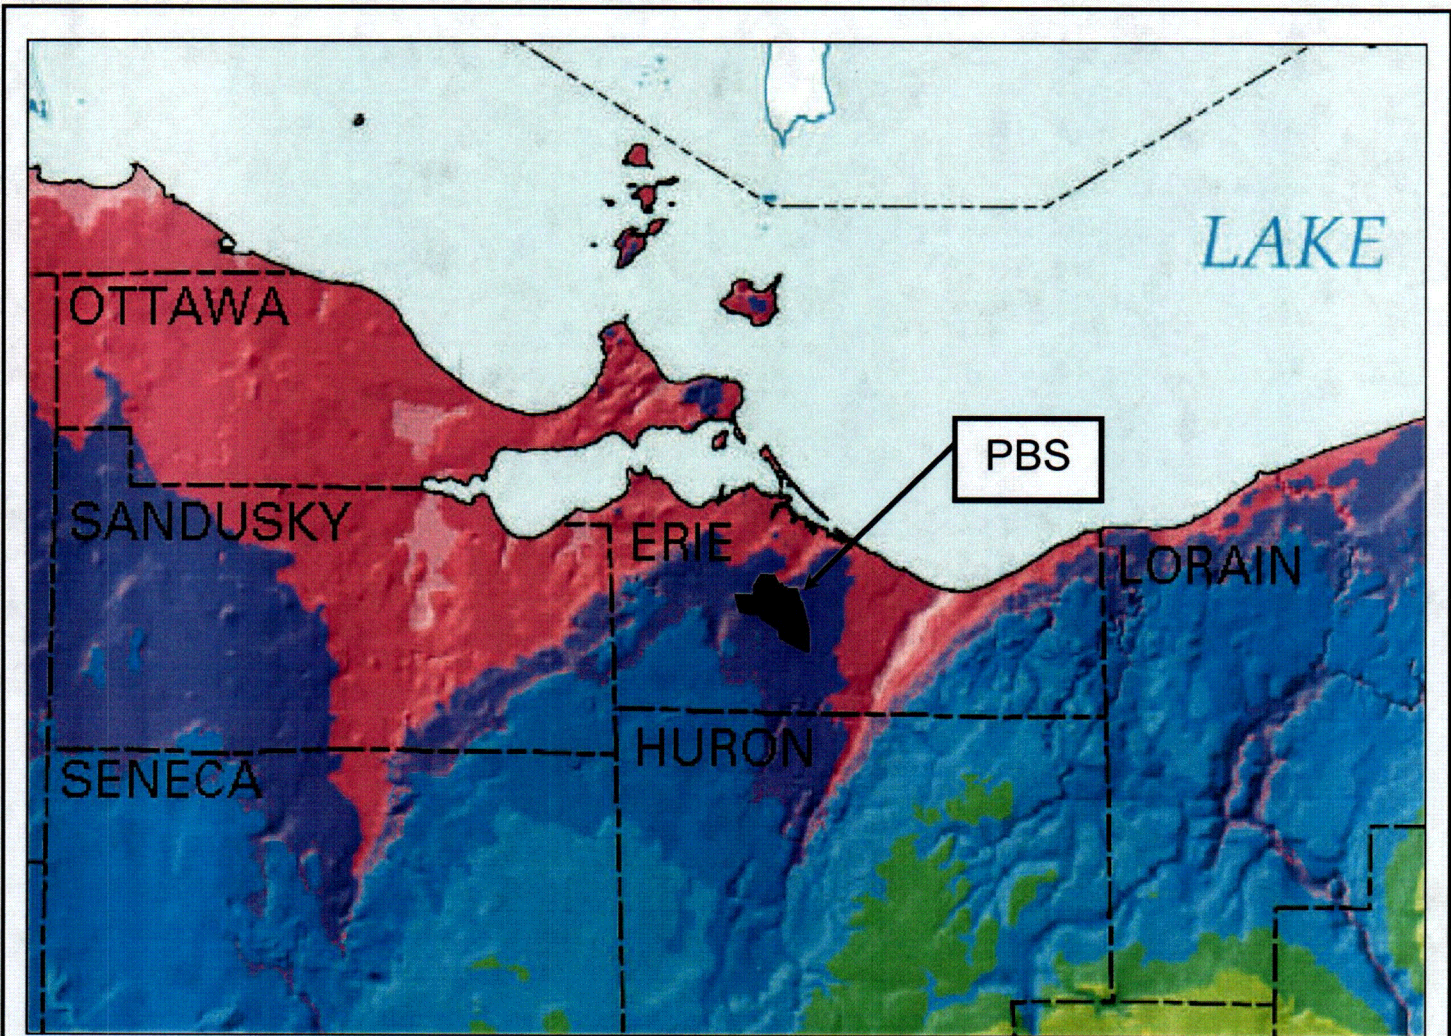 LAKE
OTTAWA
PBS
SANDUSKY
ERIE
LORAIN
HURON
SENECA